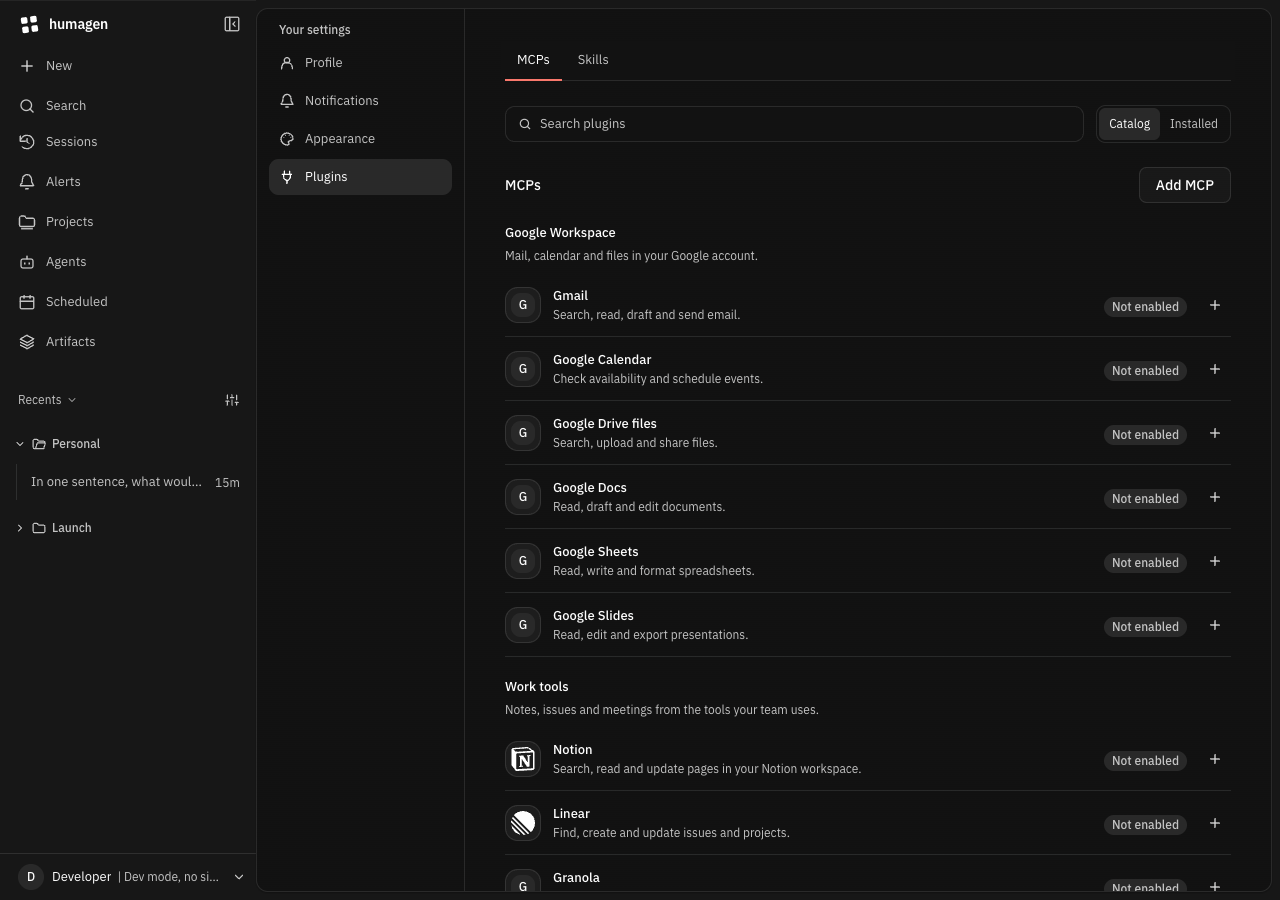 humagen
New
Search
Sessions
Alerts
Projects
Agents
Scheduled
Artifacts
Recents
Personal
In one sentence, what woul... 15m
Launch
D Developer | Dev mode, no si...
Your settings
Profile
Notifications
Appearance
Plugins
MCPs Skills
Search plugins
Catalog Installed
MCPs
Add MCP
Google Workspace
Mail, calendar and files in your Google account.
G
Gmail
Search, read, draft and send email.
Not enabled
G
Google Calendar
Check availability and schedule events.
Not enabled
G
Google Drive files
Search, upload and share files.
Not enabled
G
Google Docs
Read, draft and edit documents.
Not enabled
G
Google Sheets
Read, write and format spreadsheets.
Not enabled
G
Google Slides
Read, edit and export presentations.
Not enabled
Work tools
Notes, issues and meetings from the tools your team uses.
N
Notion
Search, read and update pages in your Notion workspace.
Not enabled
Linear
Find, create and update issues and projects.
Not enabled
G
Granola
Not enabled